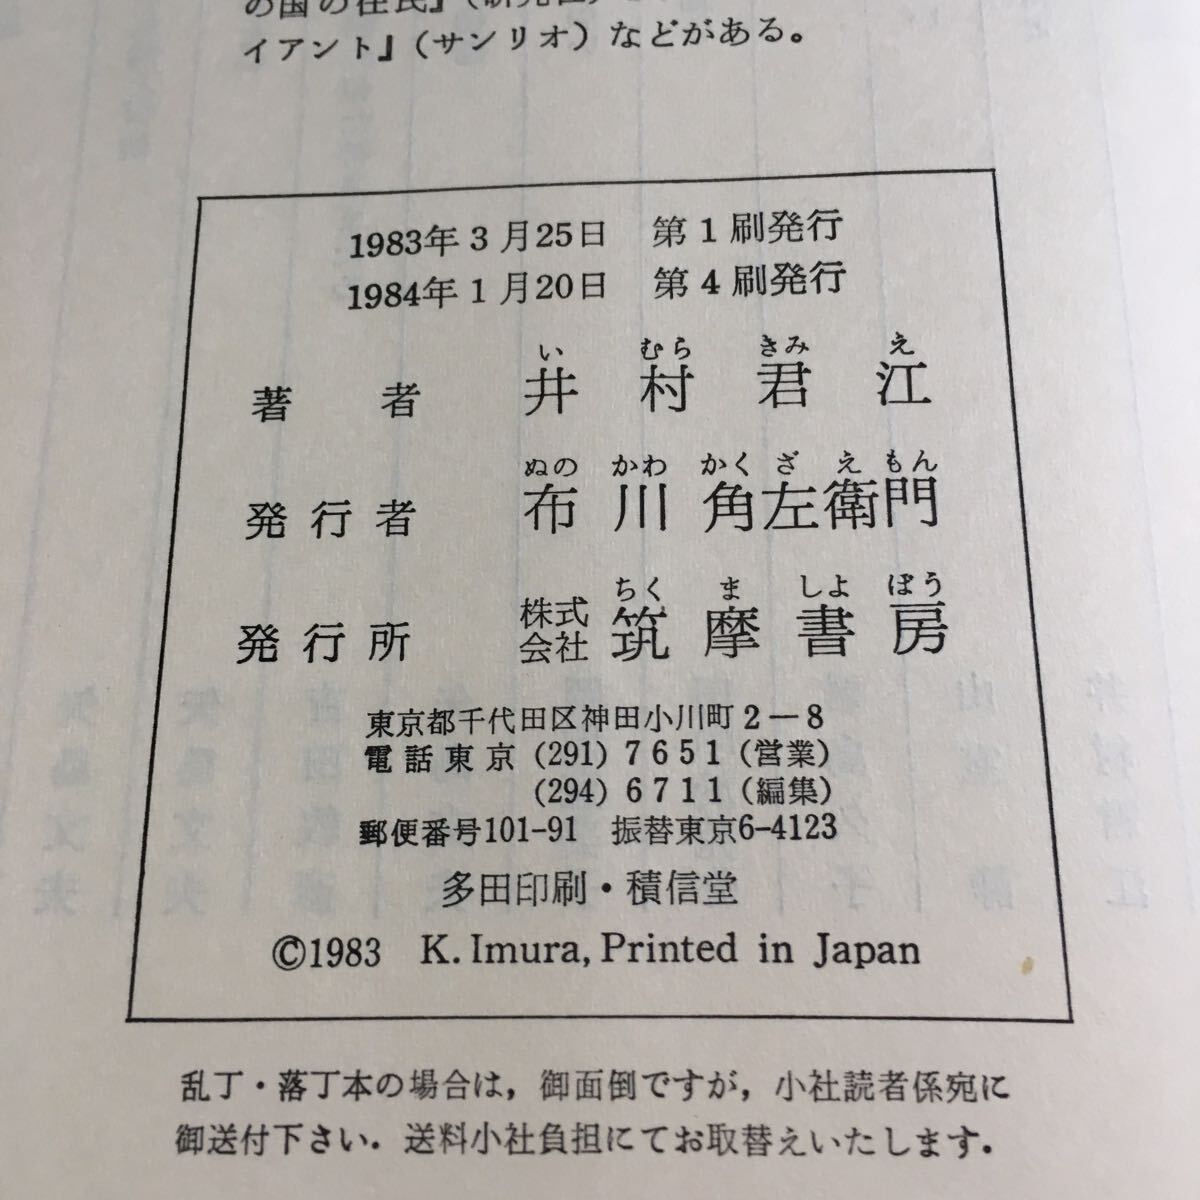 の国の住民』（研究社）
イアント』（サンリオ）などがある。
1983年3月25日　第1刷発行
1984年1月20日　第4刷発行
い　むら　きみ　え
著者　井村君江
ぬの　かわ　かく　ざ　え　もん
発行者　布川角左衛門
ちく　ま　しよ　ぼう
発行所　株式会社　筑摩書房
東京都千代田区神田小川町2―8
電話東京（291）7651（営業）
（294）6711（編集）
郵便番号101-91　振替東京6-4123
多田印刷・積信堂
©1983　K. Imura, Printed in Japan
乱丁・落丁本の場合は，御面倒ですが，小社読者係宛に
御送付下さい．送料小社負担にてお取替えいたします．